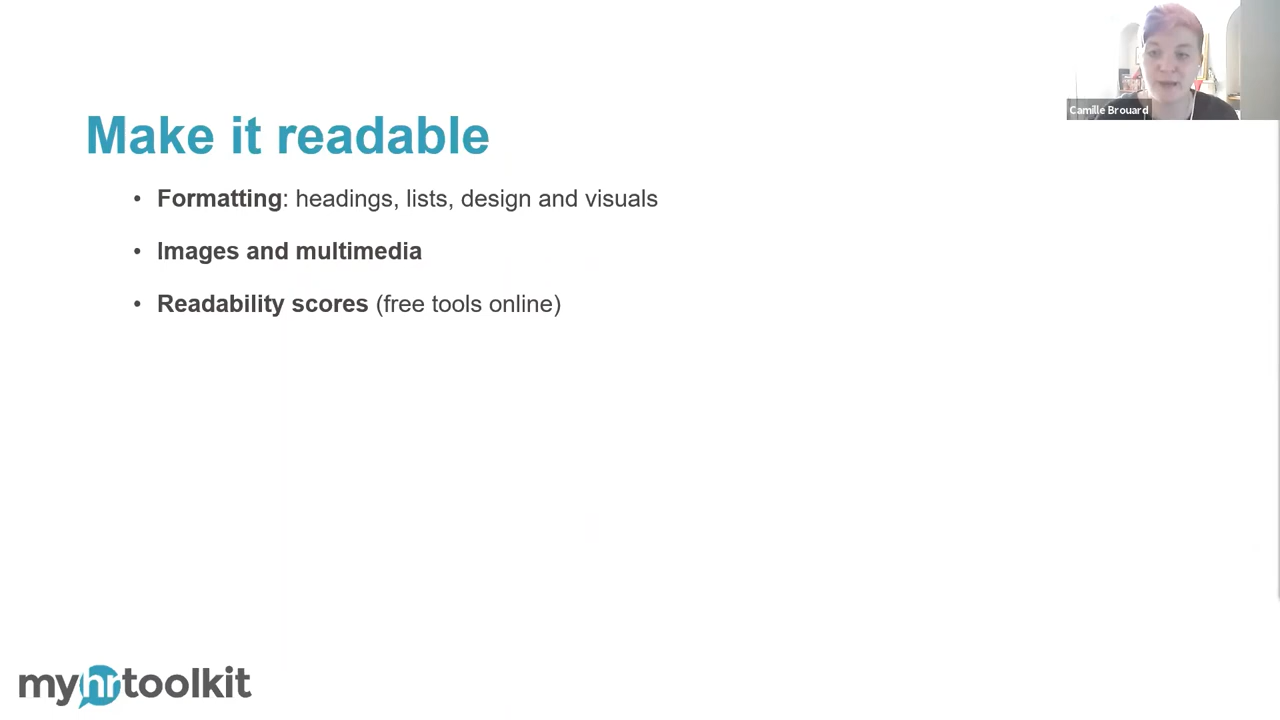 Camille Brouard
Make it readable
• Formatting: headings, lists, design and visuals
• Images and multimedia
• Readability scores (free tools online)
myhrtoolkit